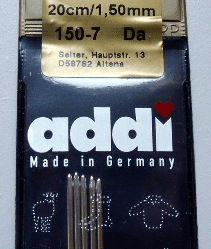 20cm/1,50mm
150-7 Da
Selter, Hauptstr. 13
D58762 Altena
addi
Made in Germany